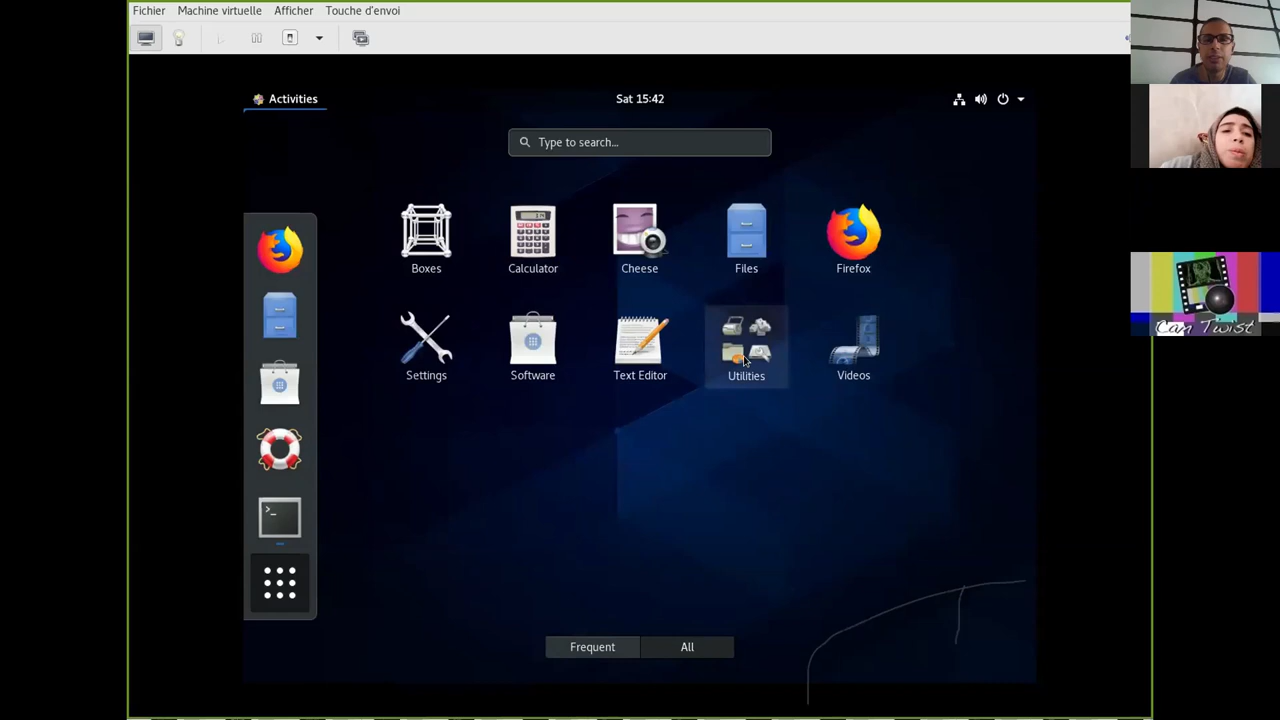 Fichier Machine virtuelle Afficher Touche d'envoi
Activities
Sat 15:42
Type to search...
Boxes Calculator Cheese Files Firefox
Settings Software Text Editor Utilities Videos
Frequent All
Cam Twist